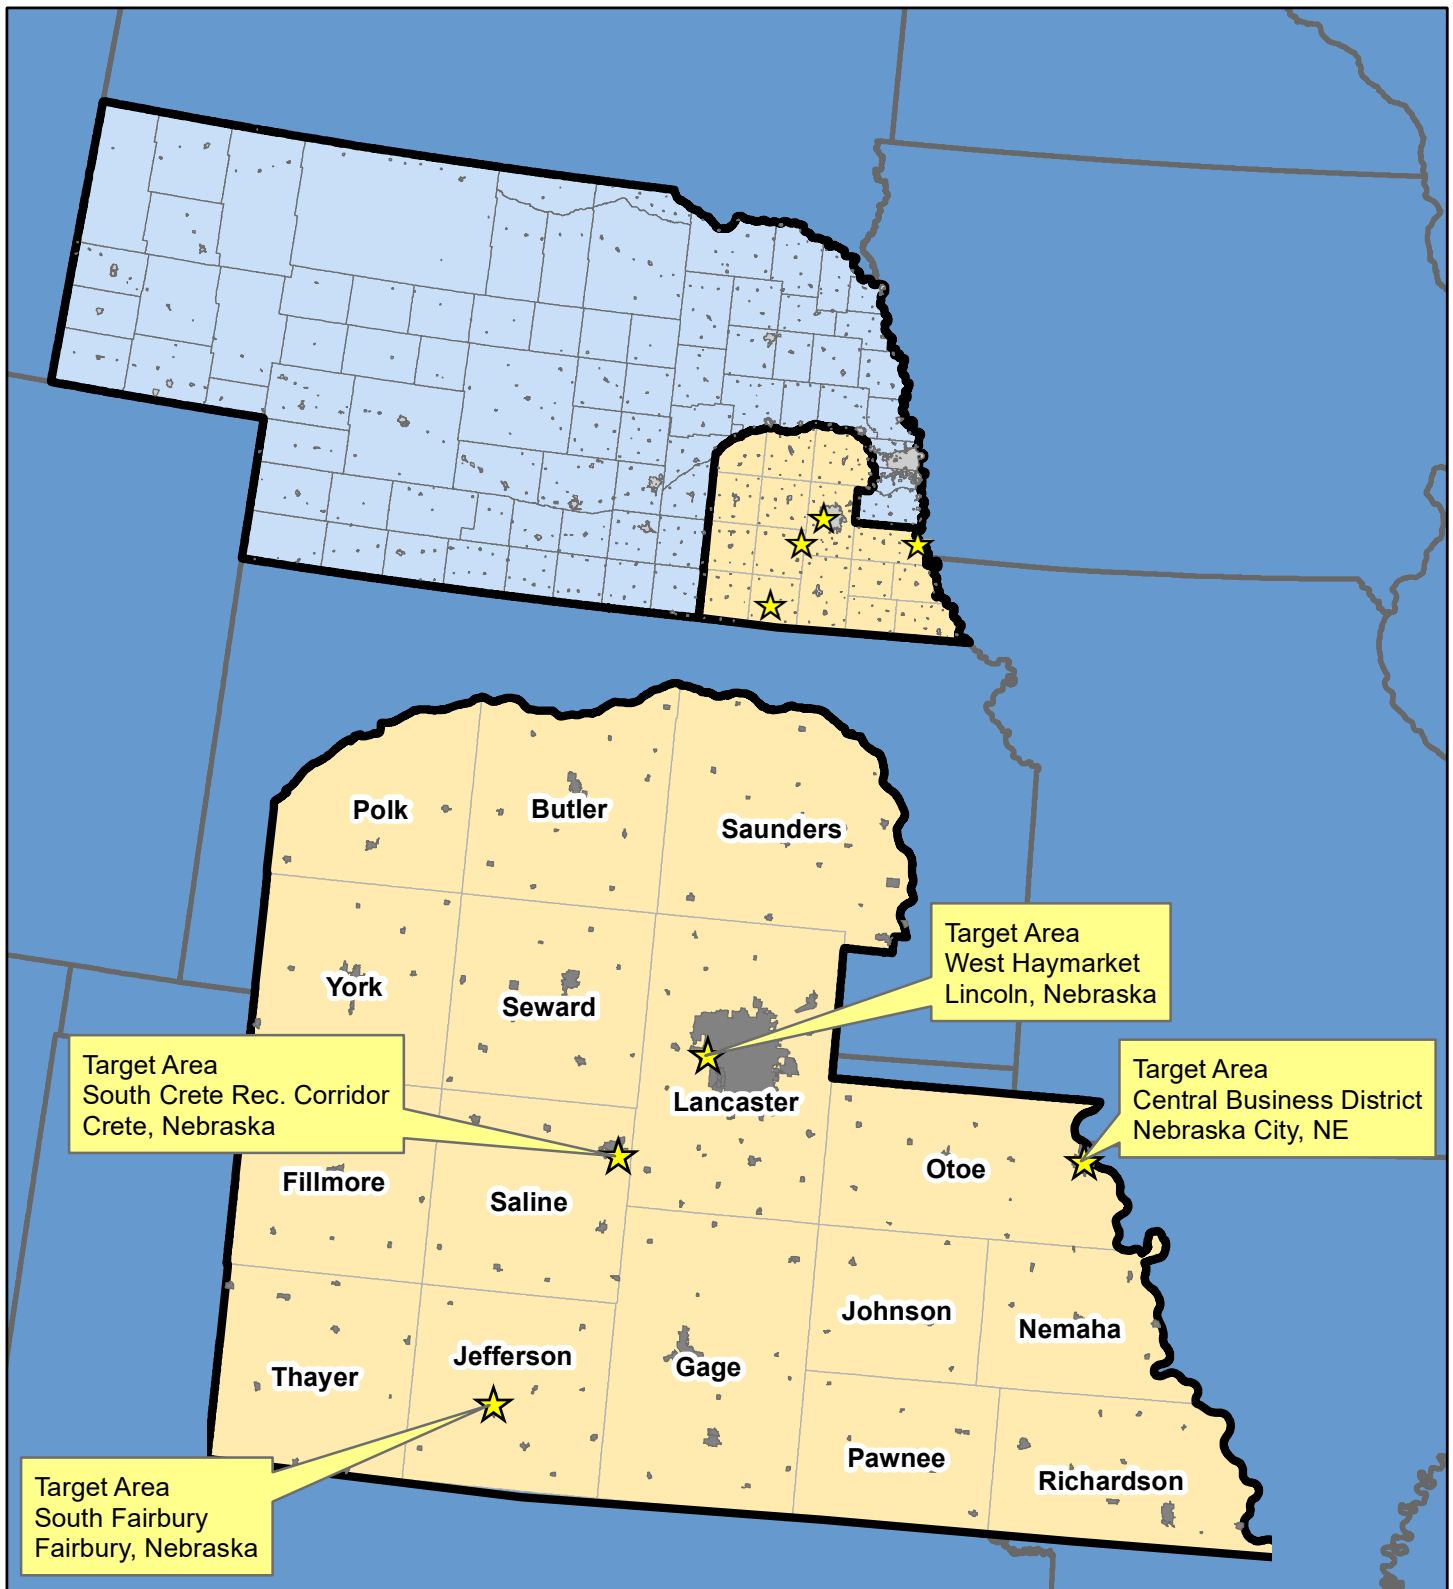 Polk
Butler
Saunders
Target Area
West Haymarket
Lincoln, Nebraska
York
Seward
Target Area
South Crete Rec. Corridor
Crete, Nebraska
Lancaster
Target Area
Central Business District
Nebraska City, NE
Fillmore
Saline
Otoe
Johnson
Nemaha
Thayer
Jefferson
Gage
Pawnee
Richardson
Target Area
South Fairbury
Fairbury, Nebraska